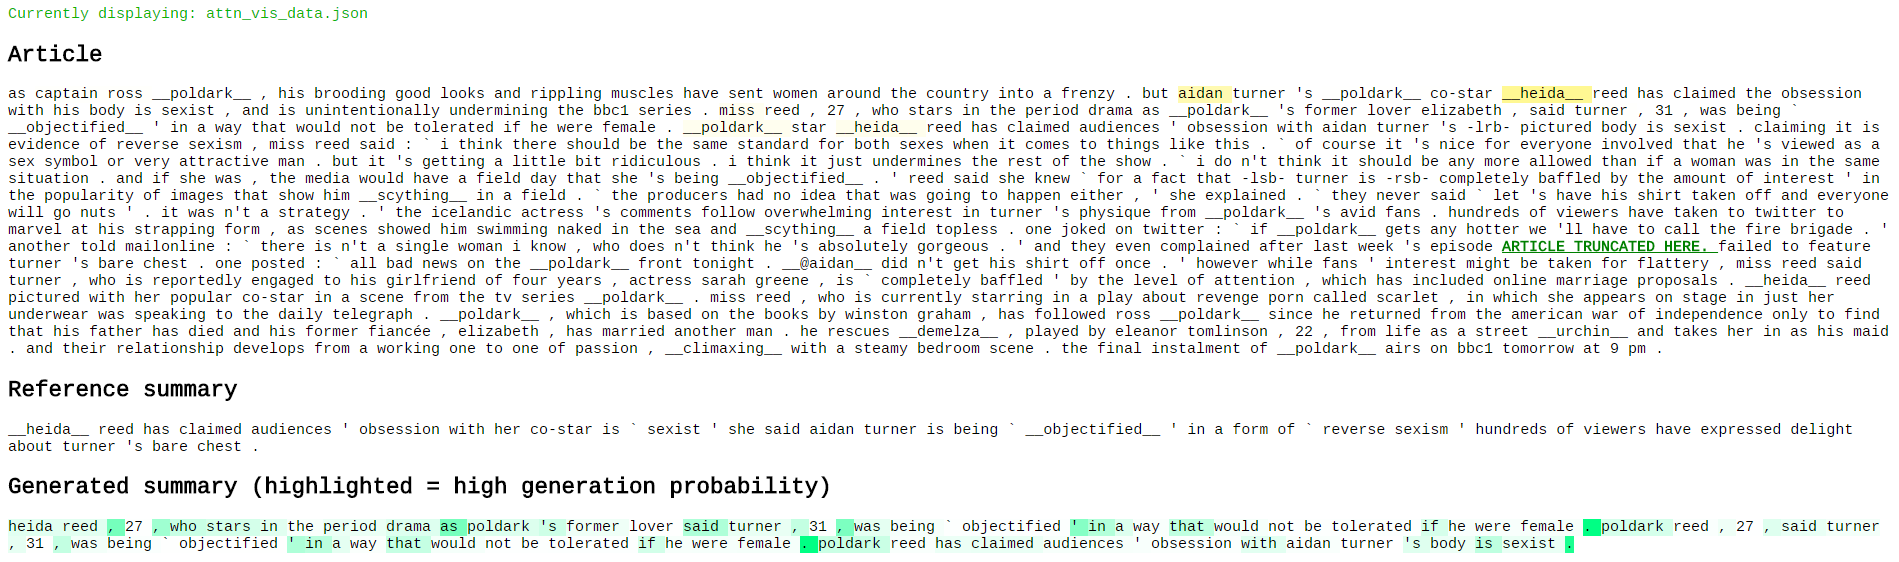 Currently displaying: attn_vis_data.json
Article
as captain ross __poldark__ , his brooding good looks and rippling muscles have sent women around the country into a frenzy . but aidan turner 's __poldark__ co-star __heida__ reed has claimed the obsession
with his body is sexist , and is unintentionally undermining the bbc1 series . miss reed , 27 , who stars in the period drama as __poldark__ 's former lover elizabeth , said turner , 31 , was being `
__objectified__ ' in a way that would not be tolerated if he were female . __poldark__ star __heida__ reed has claimed audiences ' obsession with aidan turner 's -lrb- pictured body is sexist . claiming it is
evidence of reverse sexism , miss reed said : ` i think there should be the same standard for both sexes when it comes to things like this . ` of course it 's nice for everyone involved that he 's viewed as a
sex symbol or very attractive man . but it 's getting a little bit ridiculous . i think it just undermines the rest of the show . ` i do n't think it should be any more allowed than if a woman was in the same
situation . and if she was , the media would have a field day that she 's being __objectified__ . ' reed said she knew ` for a fact that -lsb- turner is -rsb- completely baffled by the amount of interest ' in
the popularity of images that show him __scything__ in a field . ` the producers had no idea that was going to happen either , ' she explained . ` they never said ` let 's have his shirt taken off and everyone
will go nuts ' . it was n't a strategy . ' the icelandic actress 's comments follow overwhelming interest in turner 's physique from __poldark__ 's avid fans . hundreds of viewers have taken to twitter to
marvel at his strapping form , as scenes showed him swimming naked in the sea and __scything__ a field topless . one joked on twitter : ` if __poldark__ gets any hotter we 'll have to call the fire brigade . '
another told mailonline : ` there is n't a single woman i know , who does n't think he 's absolutely gorgeous . ' and they even complained after last week 's episode ARTICLE TRUNCATED HERE. failed to feature
turner 's bare chest . one posted : ` all bad news on the __poldark__ front tonight . __@aidan__ did n't get his shirt off once . ' however while fans ' interest might be taken for flattery , miss reed said
turner , who is reportedly engaged to his girlfriend of four years , actress sarah greene , is ` completely baffled ' by the level of attention , which has included online marriage proposals . __heida__ reed
pictured with her popular co-star in a scene from the tv series __poldark__ . miss reed , who is currently starring in a play about revenge porn called scarlet , in which she appears on stage in just her
underwear was speaking to the daily telegraph . __poldark__ , which is based on the books by winston graham , has followed ross __poldark__ since he returned from the american war of independence only to find
that his father has died and his former fiancée , elizabeth , has married another man . he rescues __demelza__ , played by eleanor tomlinson , 22 , from life as a street __urchin__ and takes her in as his maid
. and their relationship develops from a working one to one of passion , __climaxing__ with a steamy bedroom scene . the final instalment of __poldark__ airs on bbc1 tomorrow at 9 pm .
Reference summary
__heida__ reed has claimed audiences ' obsession with her co-star is ` sexist ' she said aidan turner is being ` __objectified__ ' in a form of ` reverse sexism ' hundreds of viewers have expressed delight
about turner 's bare chest .
Generated summary (highlighted = high generation probability)
heida reed , 27 , who stars in the period drama as poldark 's former lover said turner , 31 , was being ` objectified ' in a way that would not be tolerated if he were female . poldark reed , 27 , said turner
, 31 , was being ` objectified ' in a way that would not be tolerated if he were female . poldark reed has claimed audiences ' obsession with aidan turner 's body is sexist .